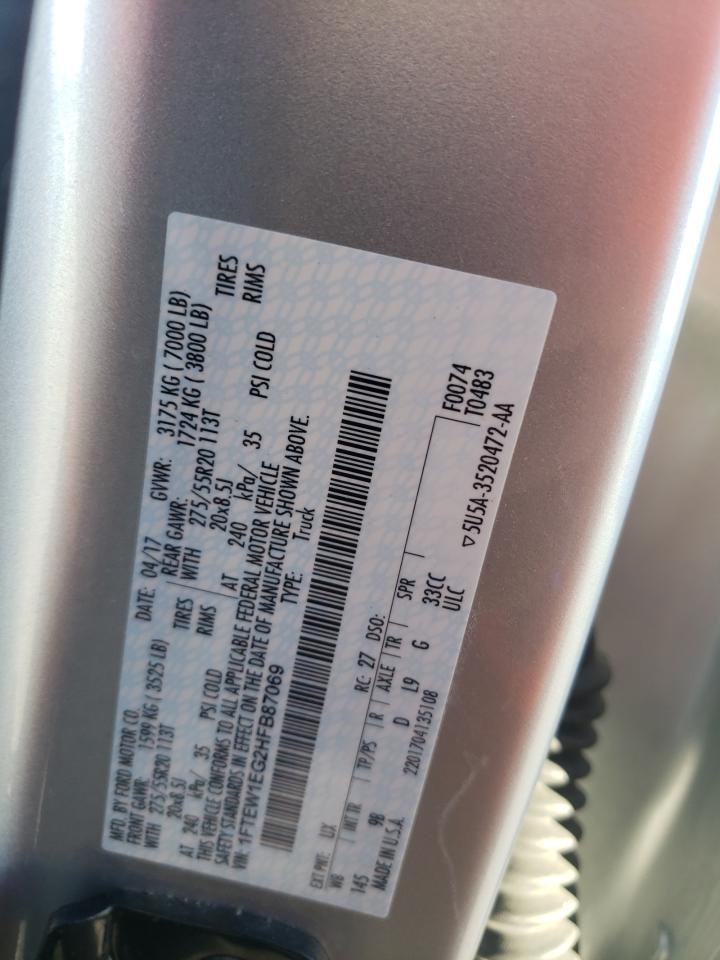 MFD. BY FORD MOTOR CO.
DATE: 04/17 GVWR: 3175 KG ( 7000 LB)
FRONT GAWR: 1599 KG ( 3525 LB) REAR GAWR: 1724 KG ( 3800 LB)
WITH 275/55R20 113T TIRES WITH 275/55R20 113T TIRES
20x8.5J RIMS 20x8.5J RIMS
AT 240 kPa/ 35 PSI COLD AT 240 kPa/ 35 PSI COLD
THIS VEHICLE CONFORMS TO ALL APPLICABLE FEDERAL MOTOR VEHICLE
SAFETY STANDARDS IN EFFECT ON THE DATE OF MANUFACTURE SHOWN ABOVE.
VIN: 1FTEW1EG2HFB87069 TYPE: Truck
EXT PNT: UX RC: 27 DSO: F0074
WB INT TR TP/PS R AXLE TR SPR T0483
145 9B D L9 G 33CC
MADE IN U.S.A. 2201704135108 ULC ▽5U5A-3520472-AA